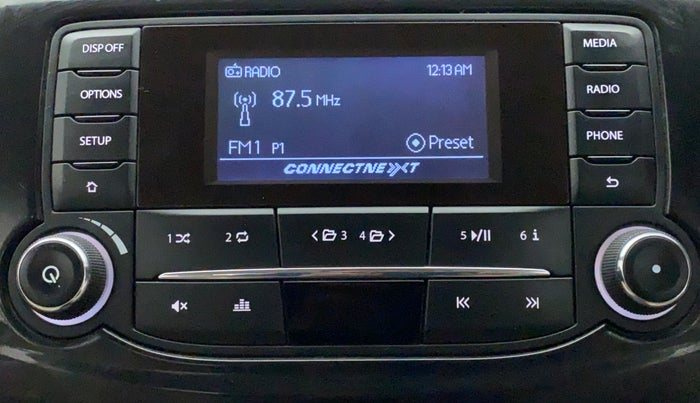 DISP OFF
OPTIONS
SETUP
RADIO 12:13 AM
87.5 MHz
FM1 P1 Preset
CONNECTNEXT
MEDIA
RADIO
PHONE
1 2 3 4 5 6 i